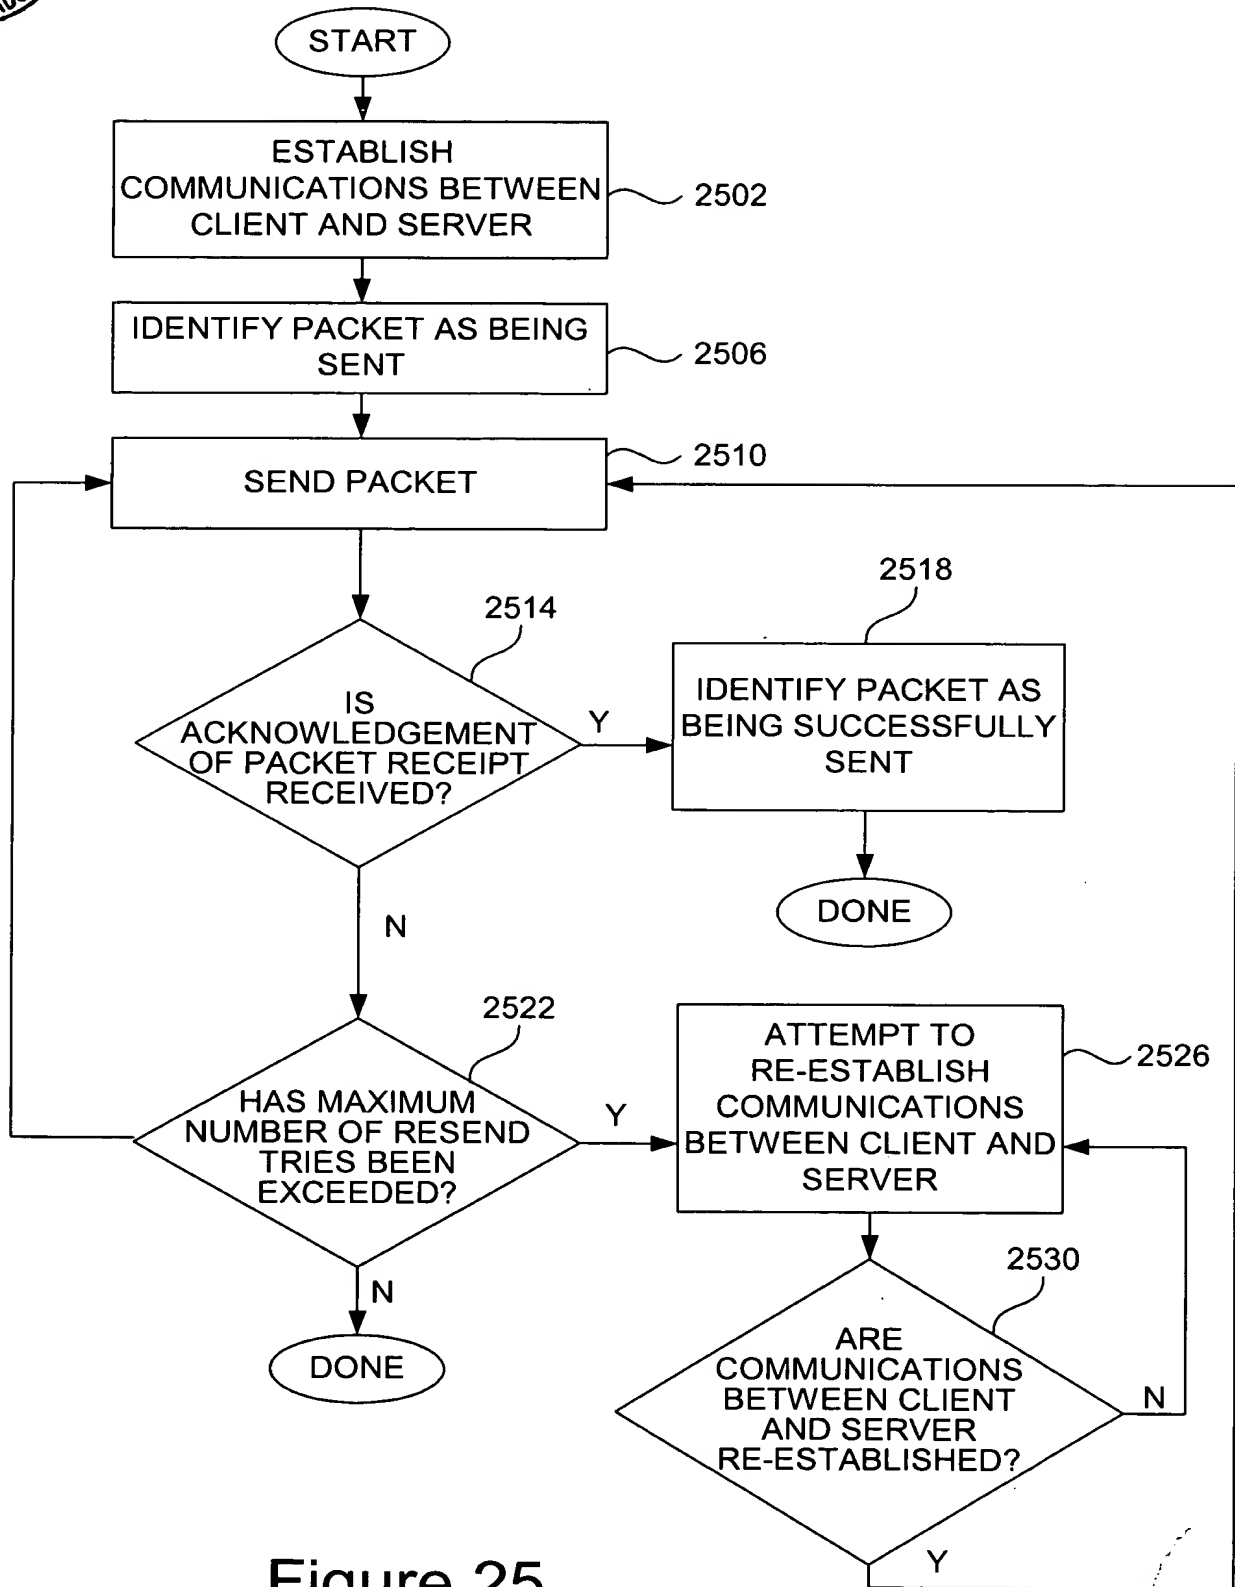 START
ESTABLISH
COMMUNICATIONS BETWEEN
CLIENT AND SERVER
2502
IDENTIFY PACKET AS BEING
SENT
2506
SEND PACKET
2510
2514
IS
ACKNOWLEDGEMENT
OF PACKET RECEIPT
RECEIVED?
Y
2518
IDENTIFY PACKET AS
BEING SUCCESSFULLY
SENT
DONE
N
2522
HAS MAXIMUM
NUMBER OF RESEND
TRIES BEEN
EXCEEDED?
Y
N
DONE
ATTEMPT TO
RE-ESTABLISH
COMMUNICATIONS
BETWEEN CLIENT AND
SERVER
2526
2530
ARE
COMMUNICATIONS
BETWEEN CLIENT
AND SERVER
RE-ESTABLISHED?
N
Y
Figure 25